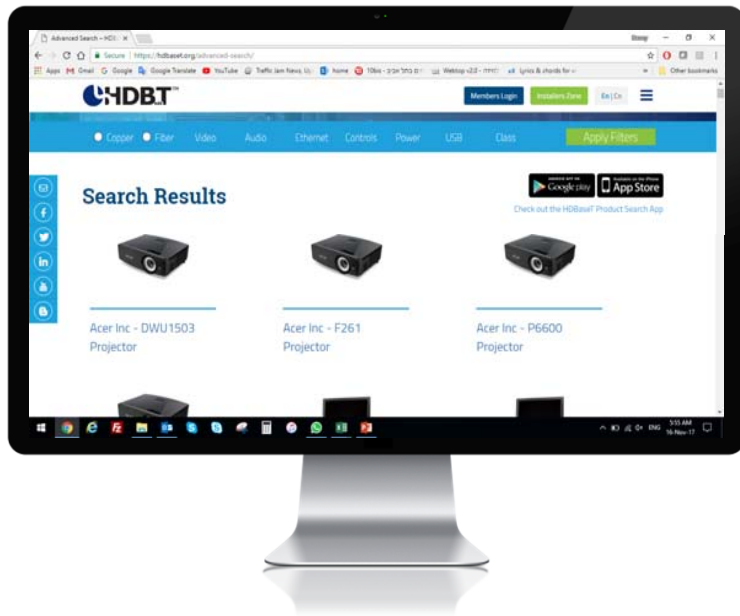 Advanced Search – HD
Secure | https://hdbaset.org/advanced-search/
Apps Gmail Google Google Translate YouTube home Other bookmarks
HDBT
Members Login Installers Zone En | Cn
Copper Fiber Video Audio Ethernet Controls Power USB Class Apply Filters
Search Results
Google play App Store
Check out the HDBaseT Product Search App
Acer Inc - DWU1503
Projector
Acer Inc - F261
Projector
Acer Inc - P6600
Projector
ENG 5:55 AM
16-Nov-17